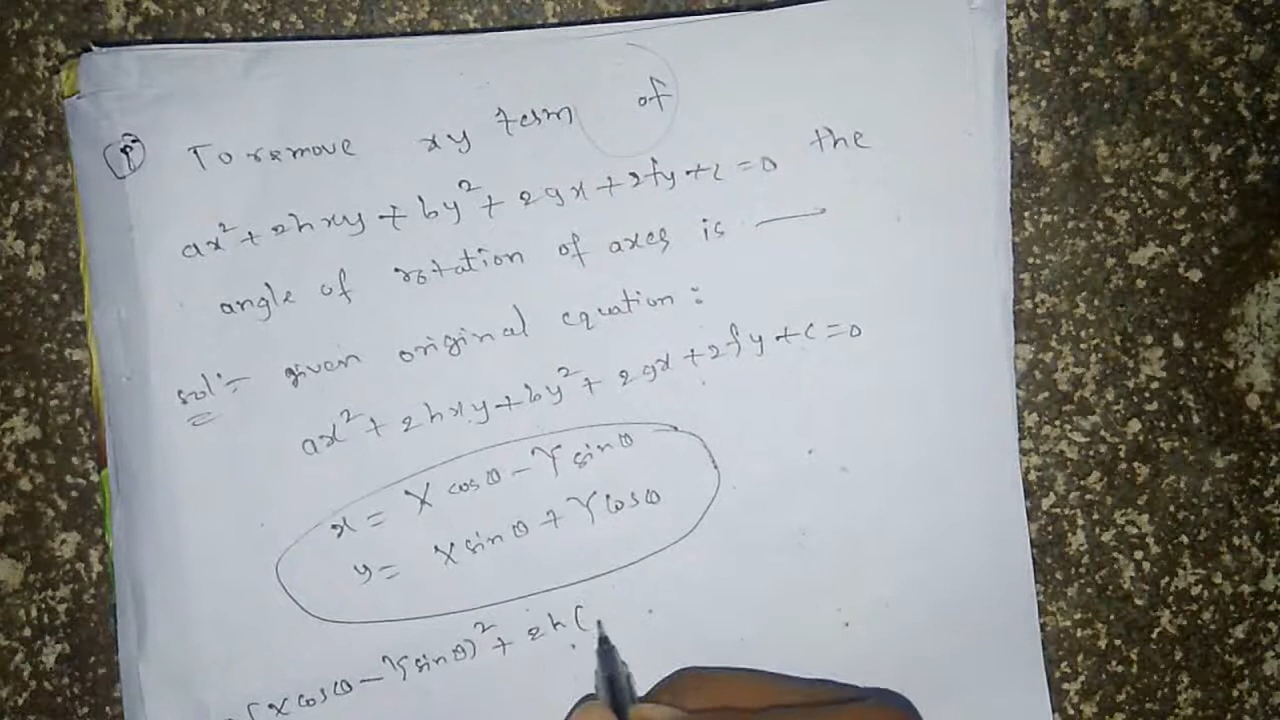 To remove xy term of
ax²+2hxy+by²+2gx+2fy+c=0 the
angle of rotation of axes is —
sol:- given original equation:
ax²+2hxy+by²+2gx+2fy+c=0
x = X cosθ - Y sinθ
y = X sinθ + Y cosθ
(X cosθ - Y sinθ)² + 2h (